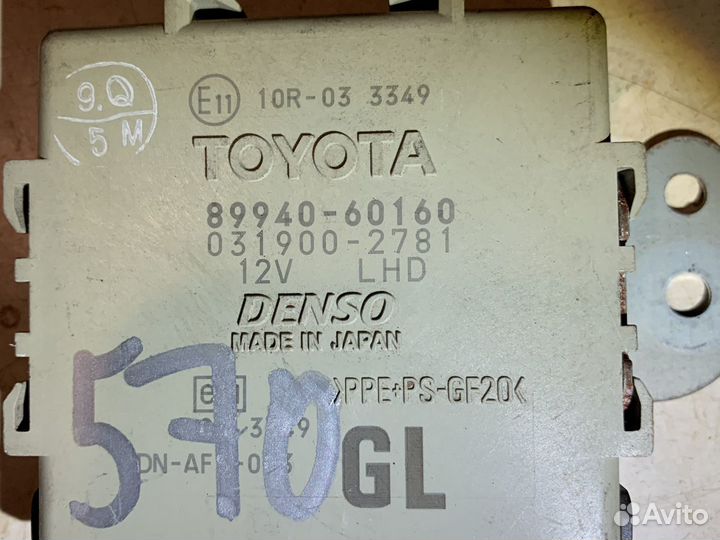 9.Q
5 M
E11 10R-03 3349
TOYOTA
89940-60160
031900-2781
12V LHD
DENSO
MADE IN JAPAN
>PPE+PS-GF20<
570
GL
Avito